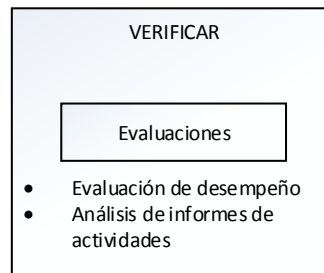 VERIFICAR
Evaluaciones
• Evaluación de desempeño
• Análisis de informes de
actividades